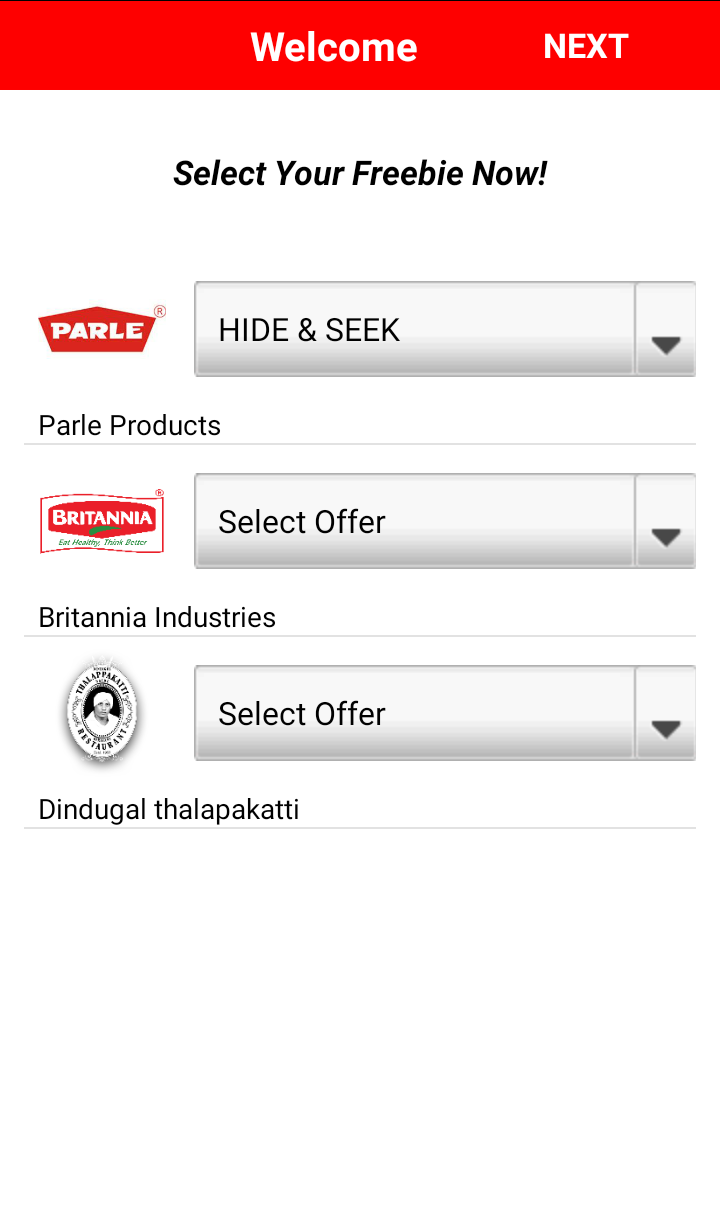 Welcome
NEXT
Select Your Freebie Now!
PARLE ®
HIDE & SEEK
Parle Products
®
BRITANNIA
Eat Healthy, Think Better
Select Offer
Britannia Industries
THALAPPAKATTI
RESTAURANT
Select Offer
Dindugal thalapakatti